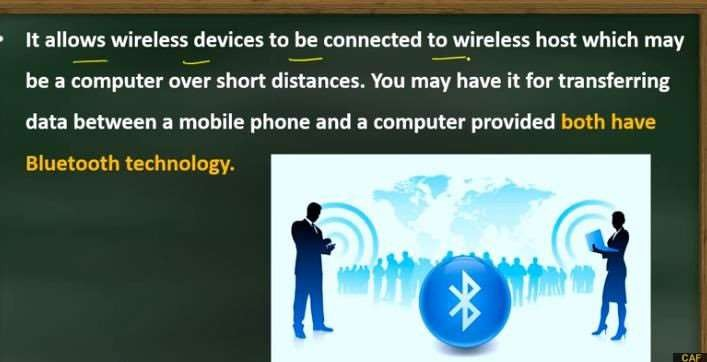 • It allows wireless devices to be connected to wireless host which may
be a computer over short distances. You may have it for transferring
data between a mobile phone and a computer provided both have
Bluetooth technology.
CAF